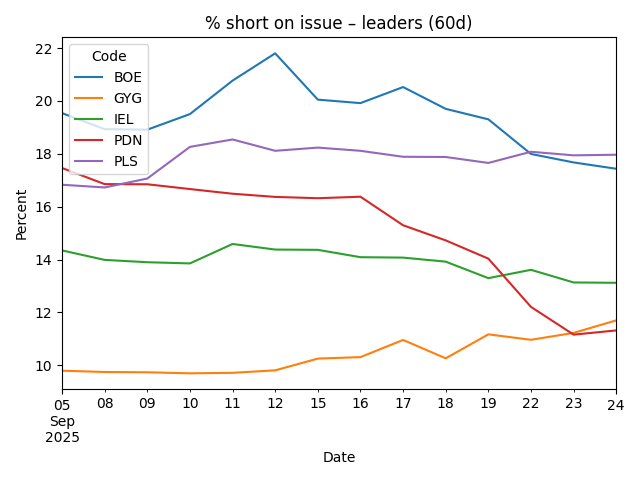 % short on issue – leaders (60d)
Code
BOE
GYG
IEL
PDN
PLS
Percent
22
20
18
16
14
12
10
05 08 09 10 11 12 15 16 17 18 19 22 23 24
Sep
2025
Date